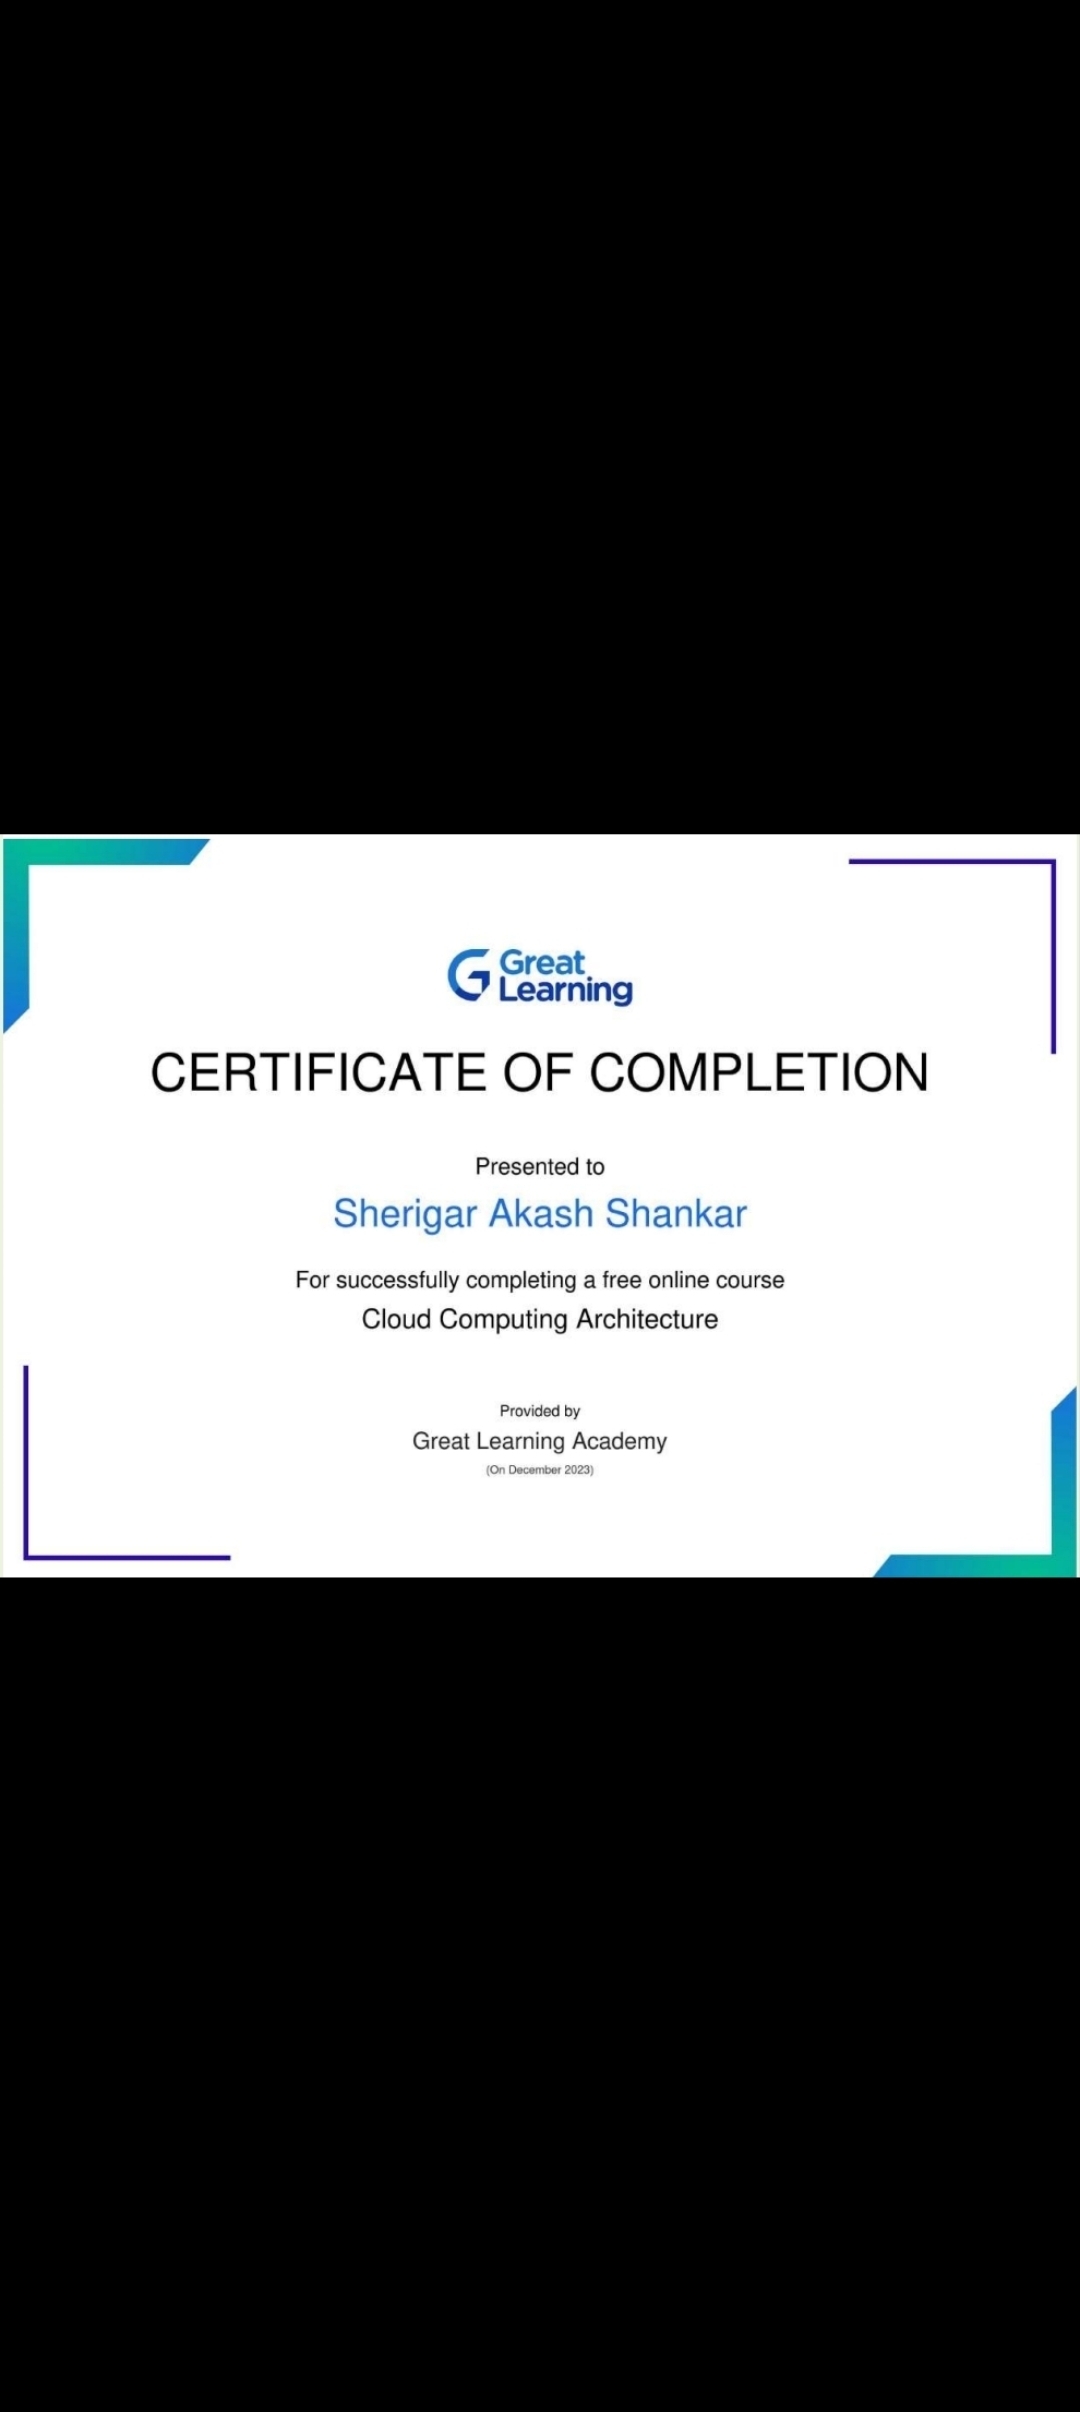 Great
Learning
CERTIFICATE OF COMPLETION
Presented to
Sherigar Akash Shankar
For successfully completing a free online course
Cloud Computing Architecture
Provided by
Great Learning Academy
(On December 2023)